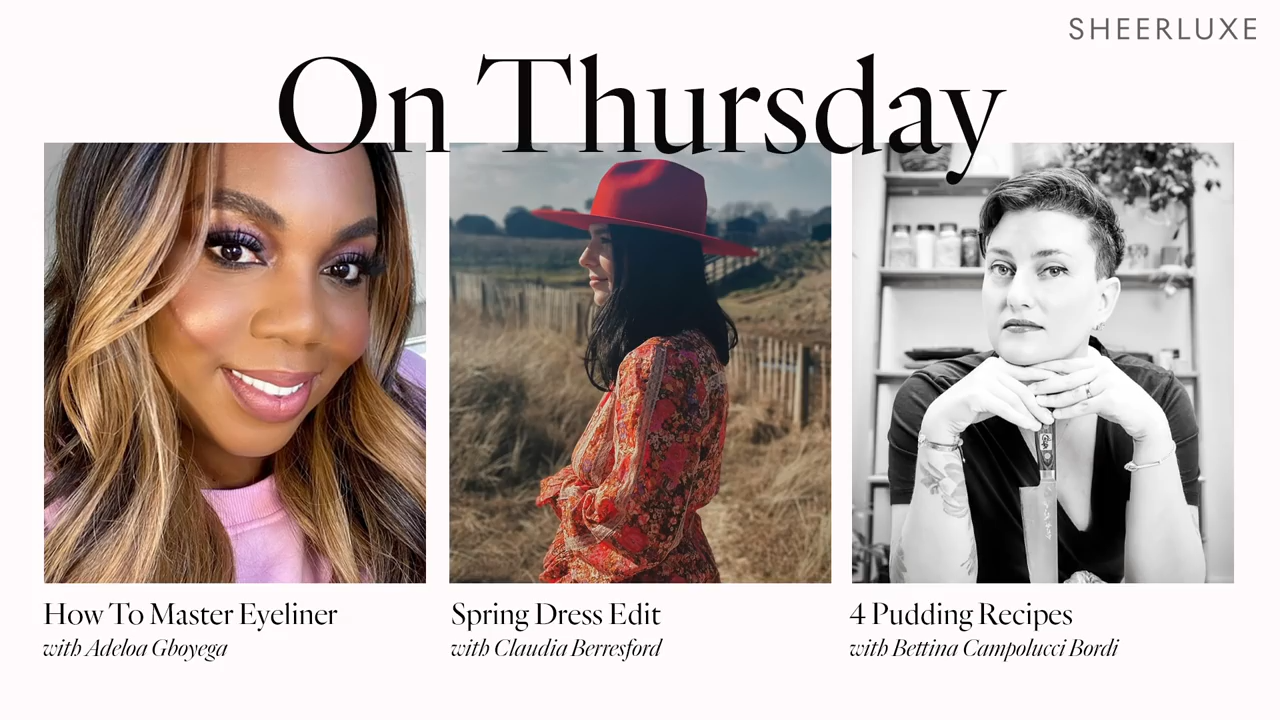 SHEERLUXE
On Thursday
How To Master Eyeliner
with Adeloa Gboyega
Spring Dress Edit
with Claudia Berresford
4 Pudding Recipes
with Bettina Campolucci Bordi